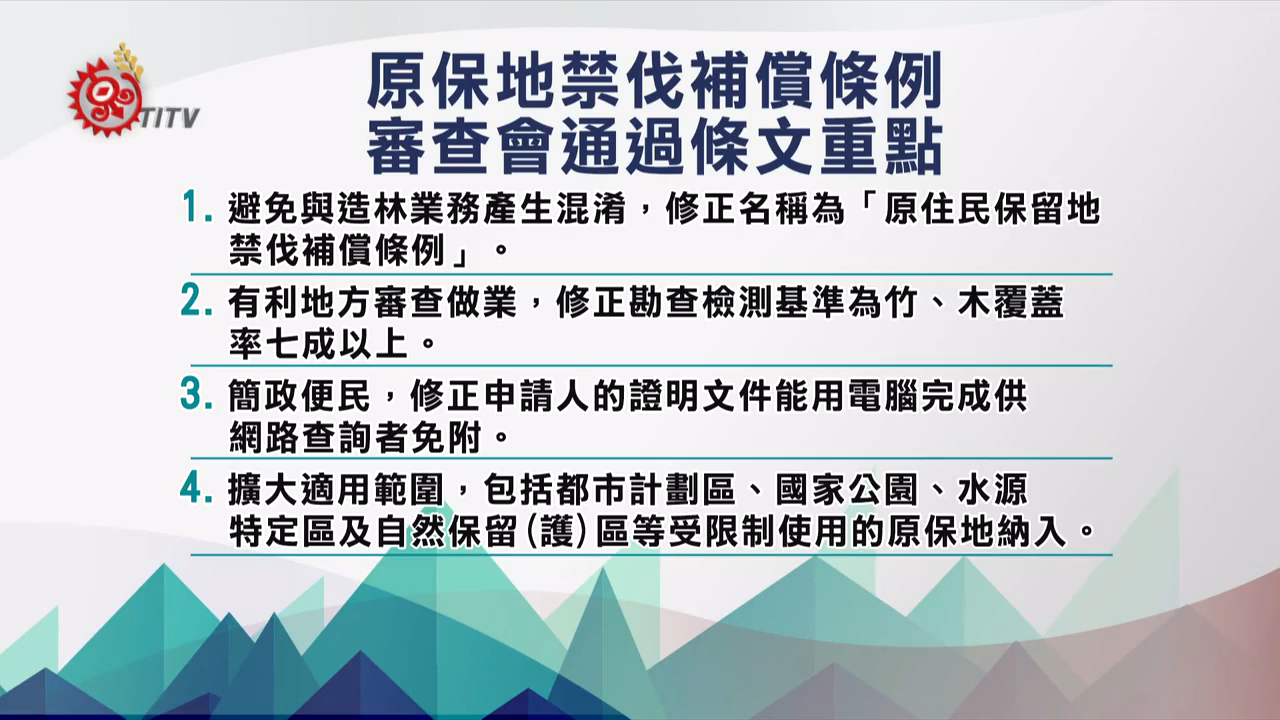 TITV
原保地禁伐補償條例
審查會通過條文重點
1. 避免與造林業務產生混淆，修正名稱為「原住民保留地
禁伐補償條例」。
2. 有利地方審查做業，修正勘查檢測基準為竹、木覆蓋
率七成以上。
3. 簡政便民，修正申請人的證明文件能用電腦完成供
網路查詢者免附。
4. 擴大適用範圍，包括都市計劃區、國家公園、水源
特定區及自然保留(護)區等受限制使用的原保地納入。